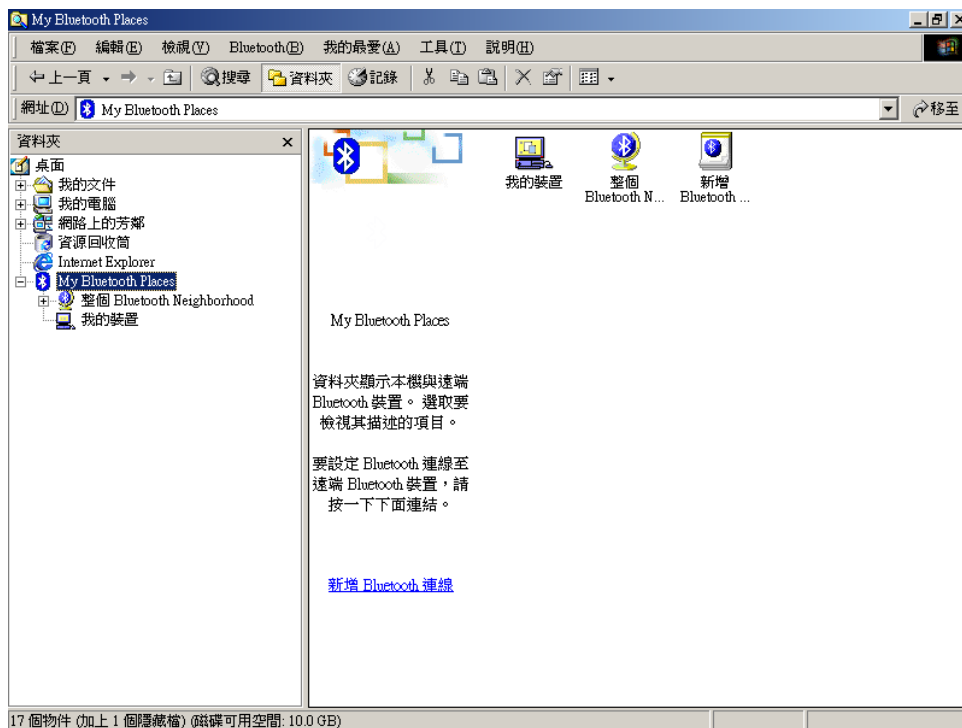 My Bluetooth Places
檔案(F) 編輯(E) 檢視(V) Bluetooth(B) 我的最愛(A) 工具(T) 說明(H)
上一頁 搜尋 資料夾 記錄
網址(D) My Bluetooth Places 移至
資料夾
桌面
我的文件
我的電腦
網路上的芳鄰
資源回收筒
Internet Explorer
My Bluetooth Places
整個 Bluetooth Neighborhood
我的裝置
My Bluetooth Places
資料夾顯示本機與遠端
Bluetooth 裝置。 選取要
檢視其描述的項目。
要設定 Bluetooth 連線至
遠端 Bluetooth 裝置，請
按一下下面連結。
新增 Bluetooth 連線
我的裝置
整個
Bluetooth N...
新增
Bluetooth ...
17 個物件 (加上 1 個隱藏檔) (磁碟可用空間: 10.0 GB)